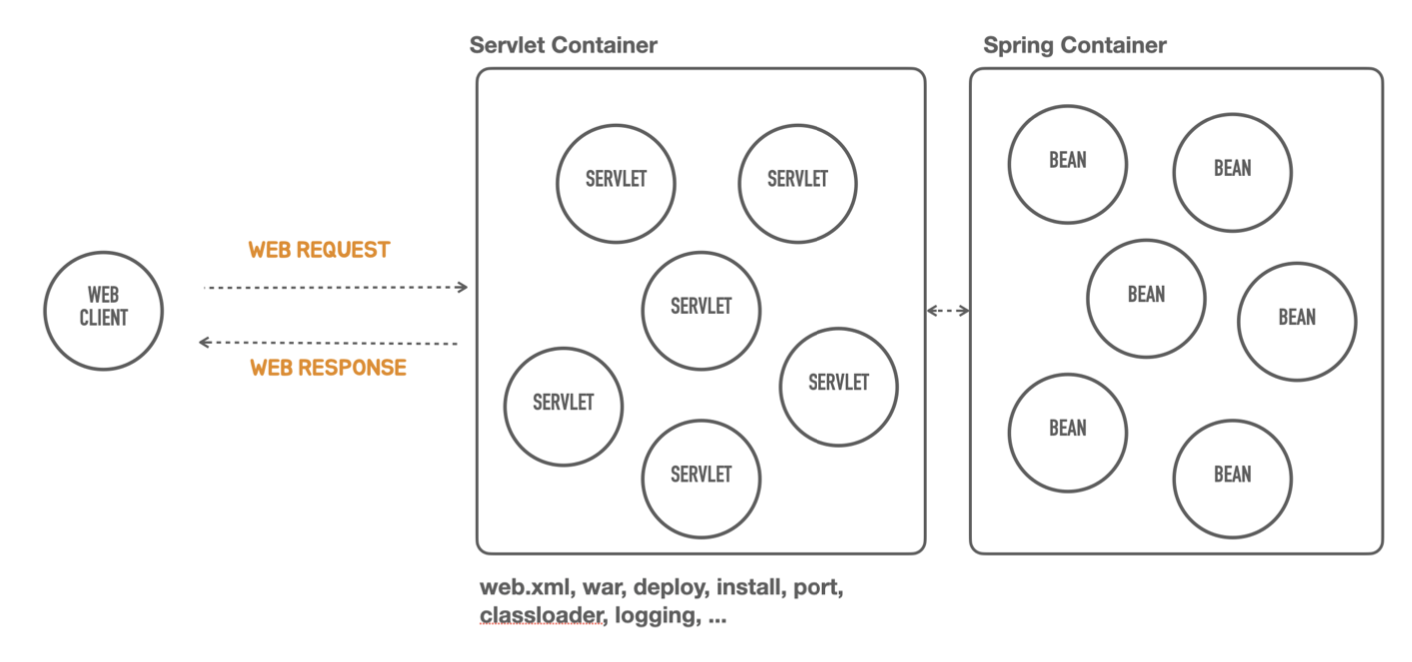 Servlet Container
Spring Container
SERVLET
SERVLET
BEAN
BEAN
WEB REQUEST
WEB
CLIENT
SERVLET
BEAN
BEAN
WEB RESPONSE
SERVLET
SERVLET
SERVLET
BEAN
BEAN
web.xml, war, deploy, install, port,
classloader, logging, ...